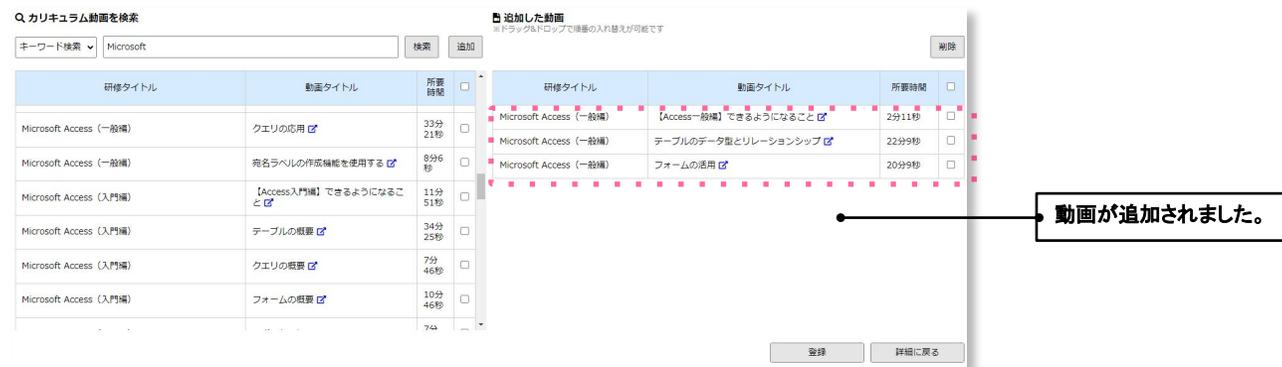 カリキュラム動画を検索
キーワード検索 Microsoft 検索 追加
研修タイトル 動画タイトル 所要時間
Microsoft Access（一般編） クエリの応用 33分21秒
Microsoft Access（一般編） 宛名ラベルの作成機能を使用する 8分6秒
Microsoft Access（入門編） 【Access入門編】できるようになること 11分51秒
Microsoft Access（入門編） テーブルの概要 34分25秒
Microsoft Access（入門編） クエリの概要 7分46秒
Microsoft Access（入門編） フォームの概要 10分46秒
7分
追加した動画
※ドラッグ&ドロップで順番の入れ替えが可能です
削除
研修タイトル 動画タイトル 所要時間
Microsoft Access（一般編） 【Access一般編】できるようになること 2分11秒
Microsoft Access（一般編） テーブルのデータ型とリレーションシップ 22分9秒
Microsoft Access（一般編） フォームの活用 20分9秒
登録 詳細に戻る
動画が追加されました。